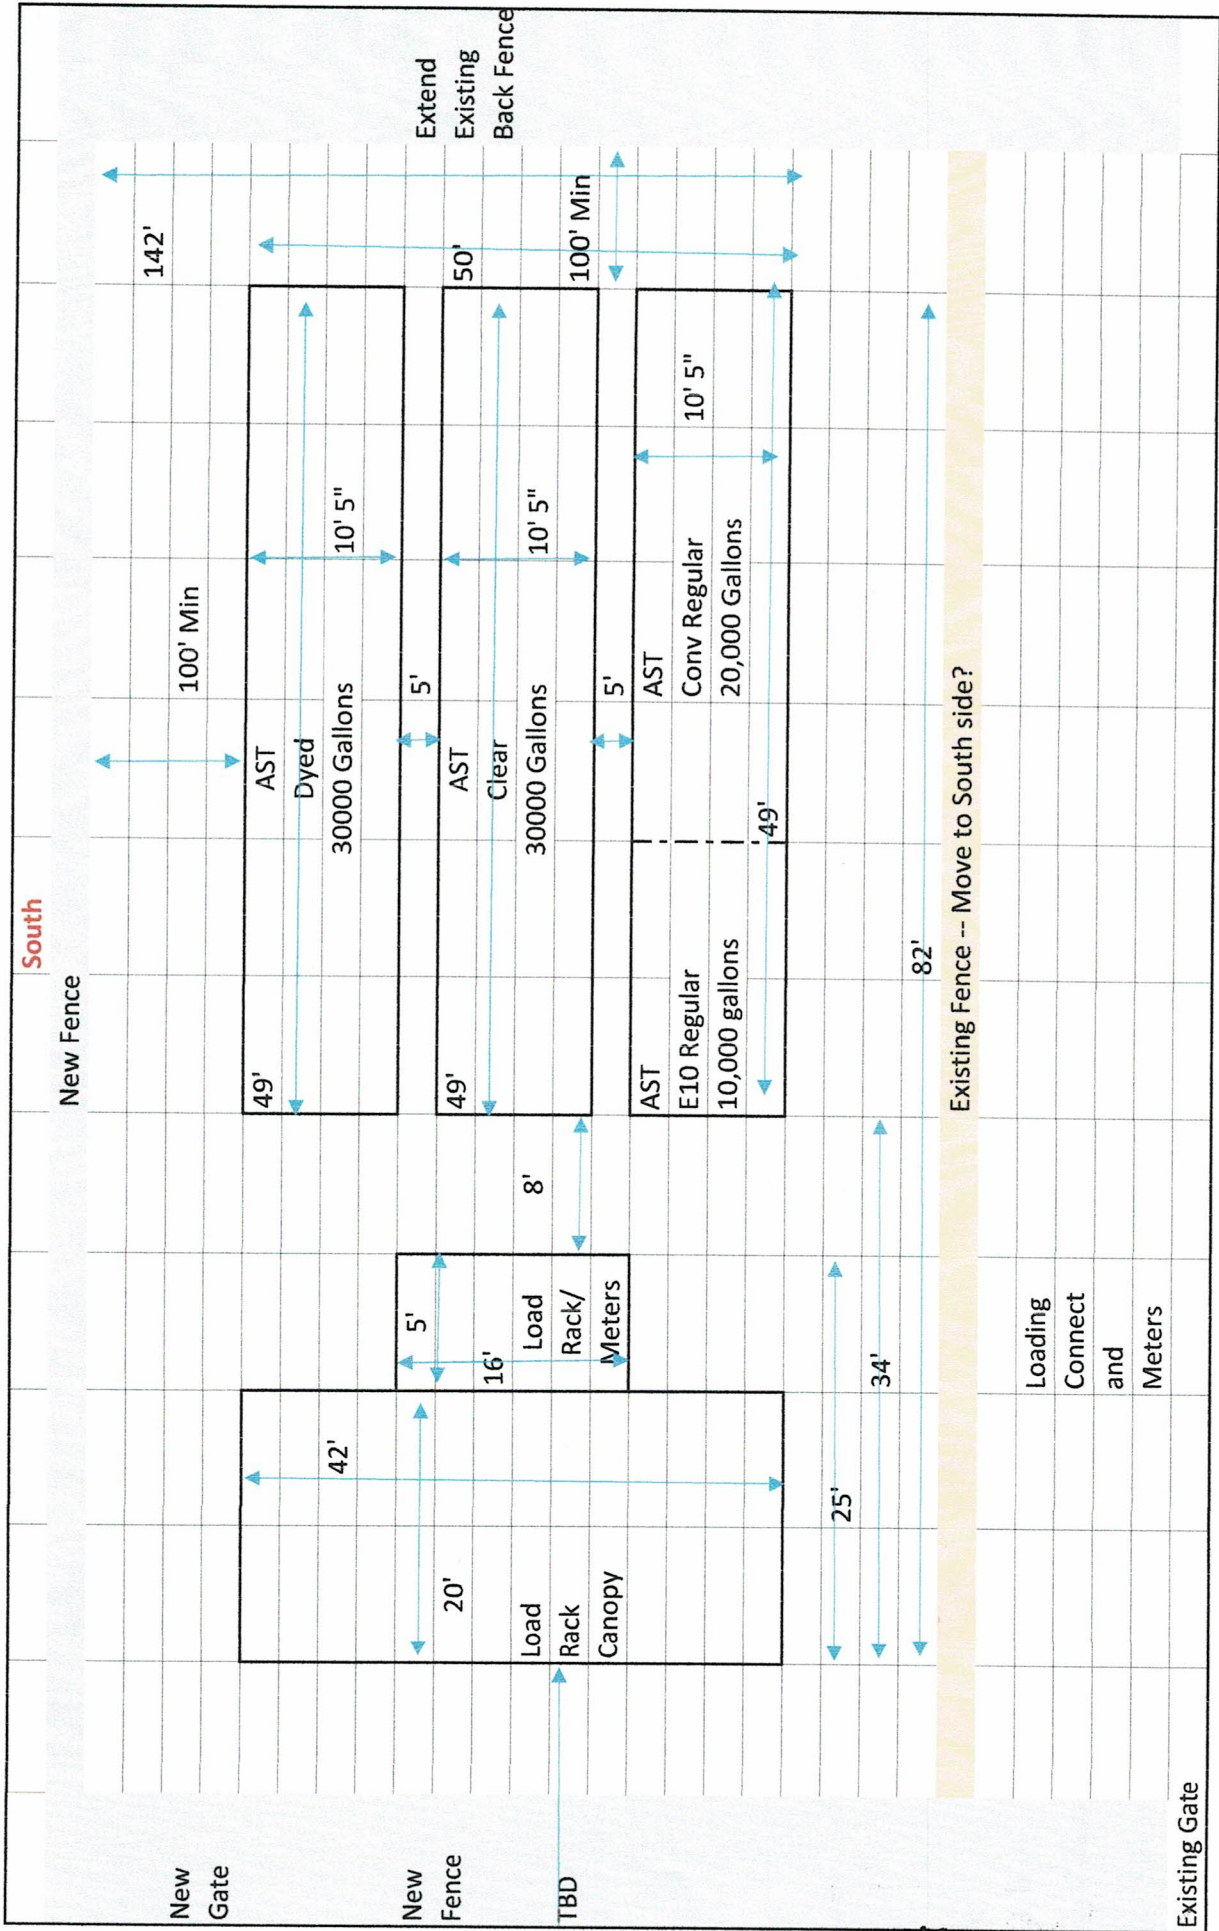 South
New Fence
142'
100' Min
New
Gate
Extend
Existing
Back Fence
AST
Dyed
30000 Gallons
49'
10' 5"
50'
100' Min
5'
AST
Clear
30000 Gallons
49'
10' 5"
5'
AST
Conv Regular
20,000 Gallons
10' 5"
49'
AST
E10 Regular
10,000 gallons
8'
5'
16'
Load
Rack/
Meters
42'
20'
Load
Rack
Canopy
New
Fence
TBD
25'
34'
82'
Existing Fence -- Move to South side?
Loading
Connect
and
Meters
Existing Gate